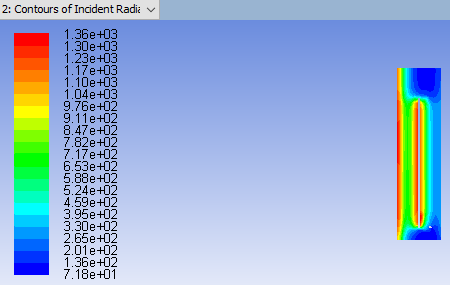 2: Contours of Incident Radia
1.36e+03
1.30e+03
1.23e+03
1.17e+03
1.10e+03
1.04e+03
9.76e+02
9.11e+02
8.47e+02
7.82e+02
7.17e+02
6.53e+02
5.88e+02
5.24e+02
4.59e+02
3.95e+02
3.30e+02
2.65e+02
2.01e+02
1.36e+02
7.18e+01